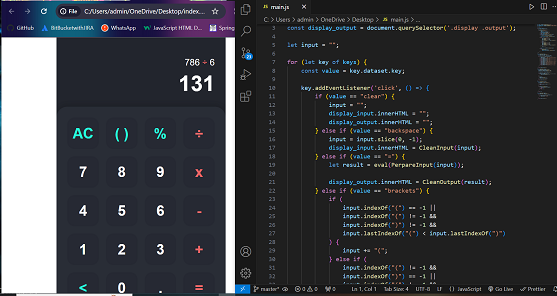 File C:/Users/admin/OneDrive/Desktop/index....
GitHub BitBucketwithJIRA WhatsApp JavaScript HTML D... Spring
786 ÷ 6
131
AC ( ) % ÷
7 8 9 x
4 5 6 -
1 2 3 +
< 0 . =
main.js
C: > Users > admin > OneDrive > Desktop > main.js > ...
3 const display_output = document.querySelector('.display .output');
4
5 let input = "";
6
7 for (let key of keys) {
8 const value = key.dataset.key;
9
10 key.addEventListener('click', () => {
11 if (value == "clear") {
12 input = "";
13 display_input.innerHTML = "";
14 display_output.innerHTML = "";
15 } else if (value == "backspace") {
16 input = input.slice(0, -1);
17 display_input.innerHTML = CleanInput(input);
18 } else if (value == "=") {
19 let result = eval(PerpareInput(input));
20
21 display_output.innerHTML = CleanOutput(result);
22 } else if (value == "brackets") {
23 if (
24 input.indexOf("(") == -1 ||
25 input.indexOf("(") != -1 &&
26 input.indexOf(")") != -1 &&
27 input.lastIndexOf("(") < input.lastIndexOf(")")
28 ) {
29 input += "(";
30 } else if (
31 input.indexOf("(") != -1 &&
32 input.indexOf(")") == -1 ||
master* 0 0 0 Ln 1, Col 1 Tab Size: 4 UTF-8 LF {} JavaScript Go Live Prettier